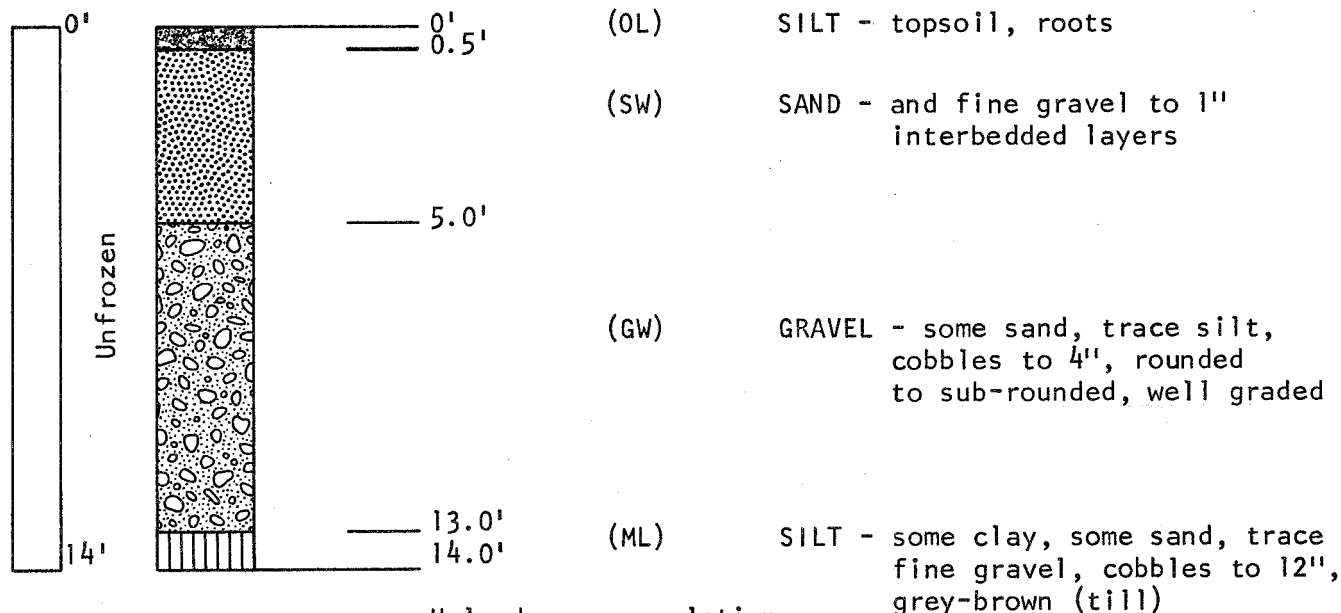 0'
0' (OL) SILT - topsoil, roots
0.5'
(SW) SAND - and fine gravel to 1"
interbedded layers
5.0'
Unfrozen
(GW) GRAVEL - some sand, trace silt,
cobbles to 4", rounded
to sub-rounded, well graded
13.0' (ML) SILT - some clay, some sand, trace
14' 14.0' fine gravel, cobbles to 12",
grey-brown (till)